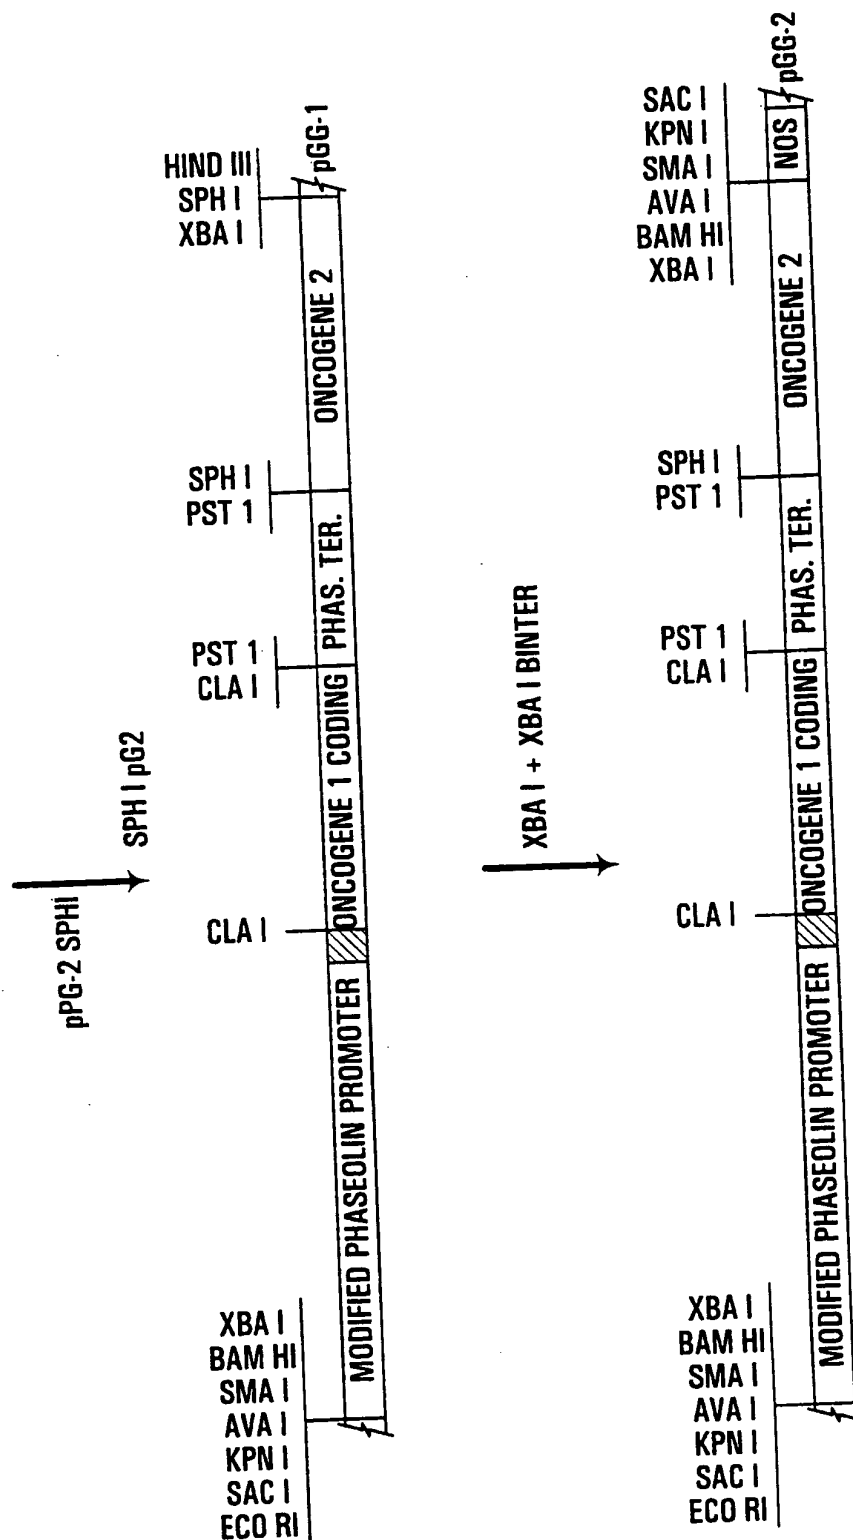 pPG-2 SPHI
SPH I pG2
XBA I
BAM HI
SMA I
AVA I
KPN I
SAC I
ECO RI
CLA I
PST 1
CLA I
SPH I
PST 1
HIND III
SPH I
XBA I
MODIFIED PHASEOLIN PROMOTER
ONCOGENE 1 CODING
PHAS. TER.
ONCOGENE 2
pGG-1
XBA I + XBA I BINTER
XBA I
BAM HI
SMA I
AVA I
KPN I
SAC I
ECO RI
CLA I
PST 1
CLA I
SPH I
PST 1
SAC I
KPN I
SMA I
AVA I
BAM HI
XBA I
MODIFIED PHASEOLIN PROMOTER
ONCOGENE 1 CODING
PHAS. TER.
ONCOGENE 2
NOS
pGG-2